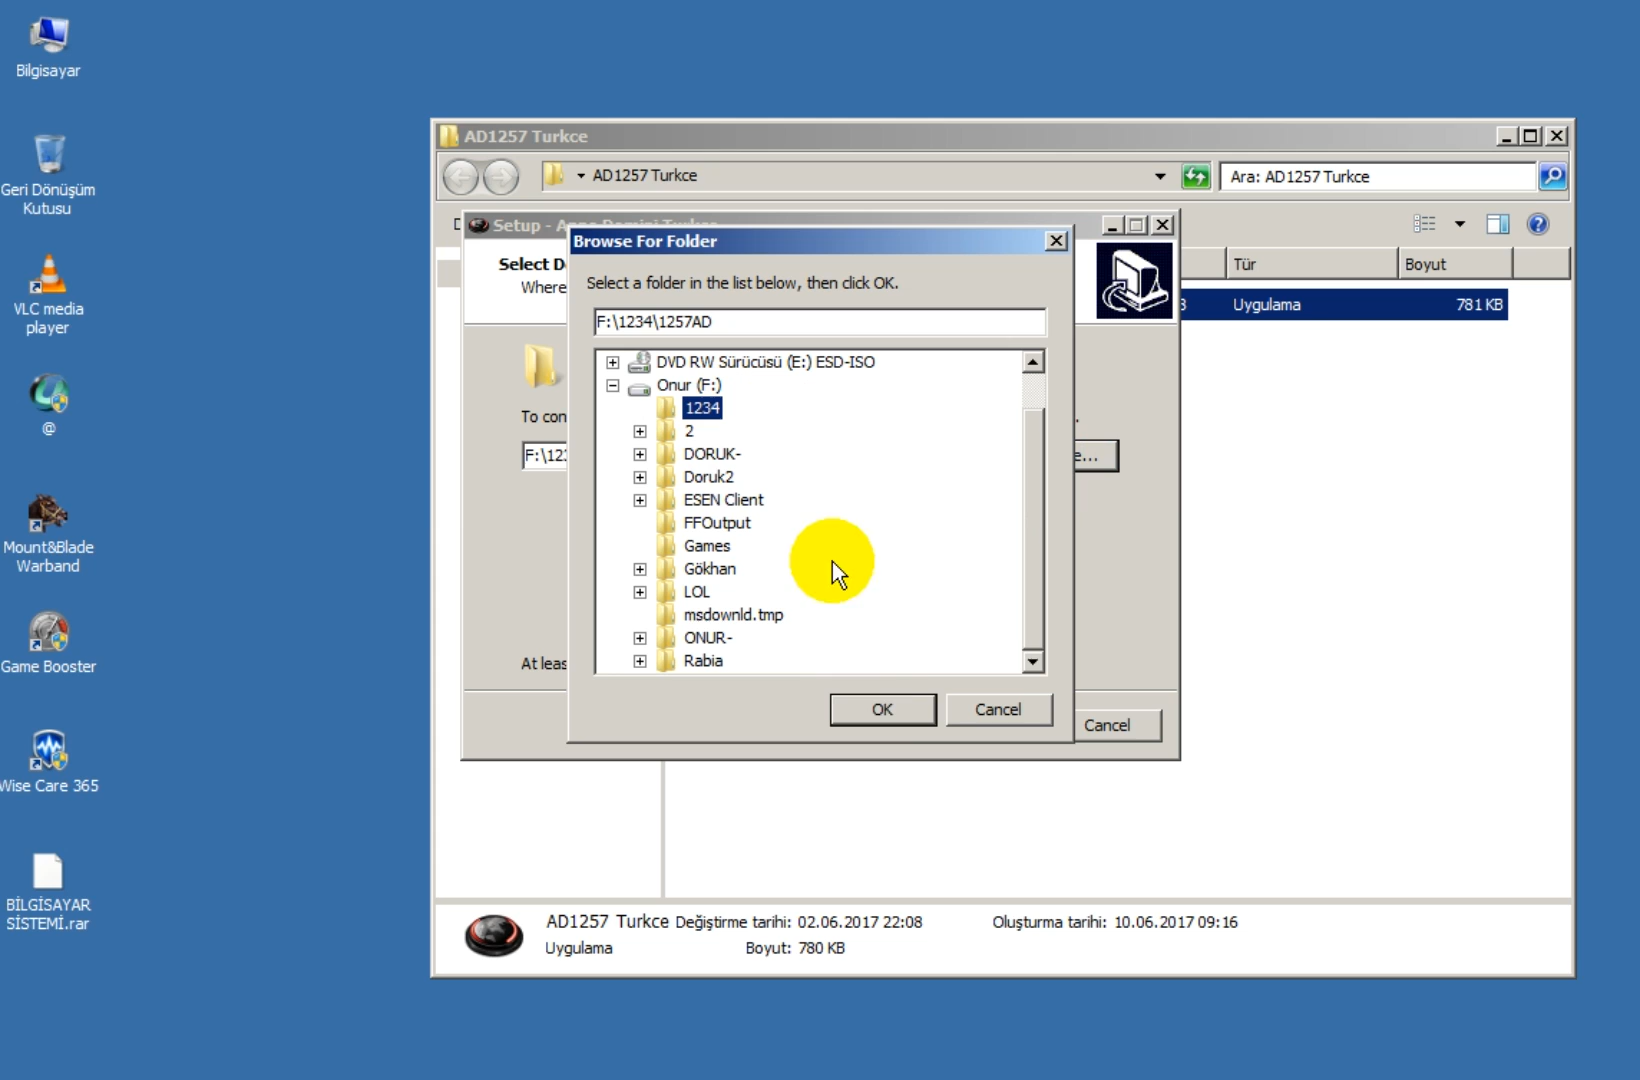 Bilgisayar
Geri Dönüşüm
Kutusu
VLC media
player
@
Mount&Blade
Warband
Game Booster
Wise Care 365
BİLGİSAYAR
SİSTEMİ.rar
AD1257 Turkce
AD1257 Turkce
Ara: AD1257 Turkce
Setup -
Tür
Boyut
Uygulama
781 KB
Select D
Where
To con
F:\123
e...
At leas
Cancel
Browse For Folder
Select a folder in the list below, then click OK.
F:\1234\1257AD
DVD RW Sürücüsü (E:) ESD-ISO
Onur (F:)
1234
2
DORUK-
Doruk2
ESEN Client
FFOutput
Games
Gökhan
LOL
msdownld.tmp
ONUR-
Rabia
OK
Cancel
AD1257 Turkce Değiştirme tarihi: 02.06.2017 22:08
Oluşturma tarihi: 10.06.2017 09:16
Uygulama
Boyut: 780 KB